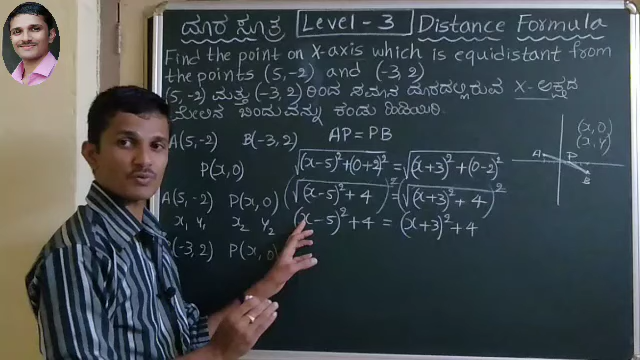 ದೂರ ಸೂತ್ರ Level - 3 Distance Formula
Find the point on X-axis which is equidistant from
the points (5,-2) and (-3,2)
(5,-2) ಮತ್ತು (-3,2) ರಿಂದ ಸಮಾನ ದೂರದಲ್ಲಿರುವ X-ಅಕ್ಷದ
ಮೇಲಿನ ಬಿಂದುವನ್ನು ಕಂಡು ಹಿಡಿಯಿರಿ.
A(5,-2) B(-3,2) AP=PB
P(x,0)
√(x-5)²+(0+2)² = √(x+3)²+(0-2)²
A(5,-2) P(x,0) (√(x-5)²+4)² = (√(x+3)²+4)²
x₁ y₁ x₂ y₂ (x-5)²+4 = (x+3)²+4
(-3,2) P(x,0)
(x,0)
(x,y)
A P
B